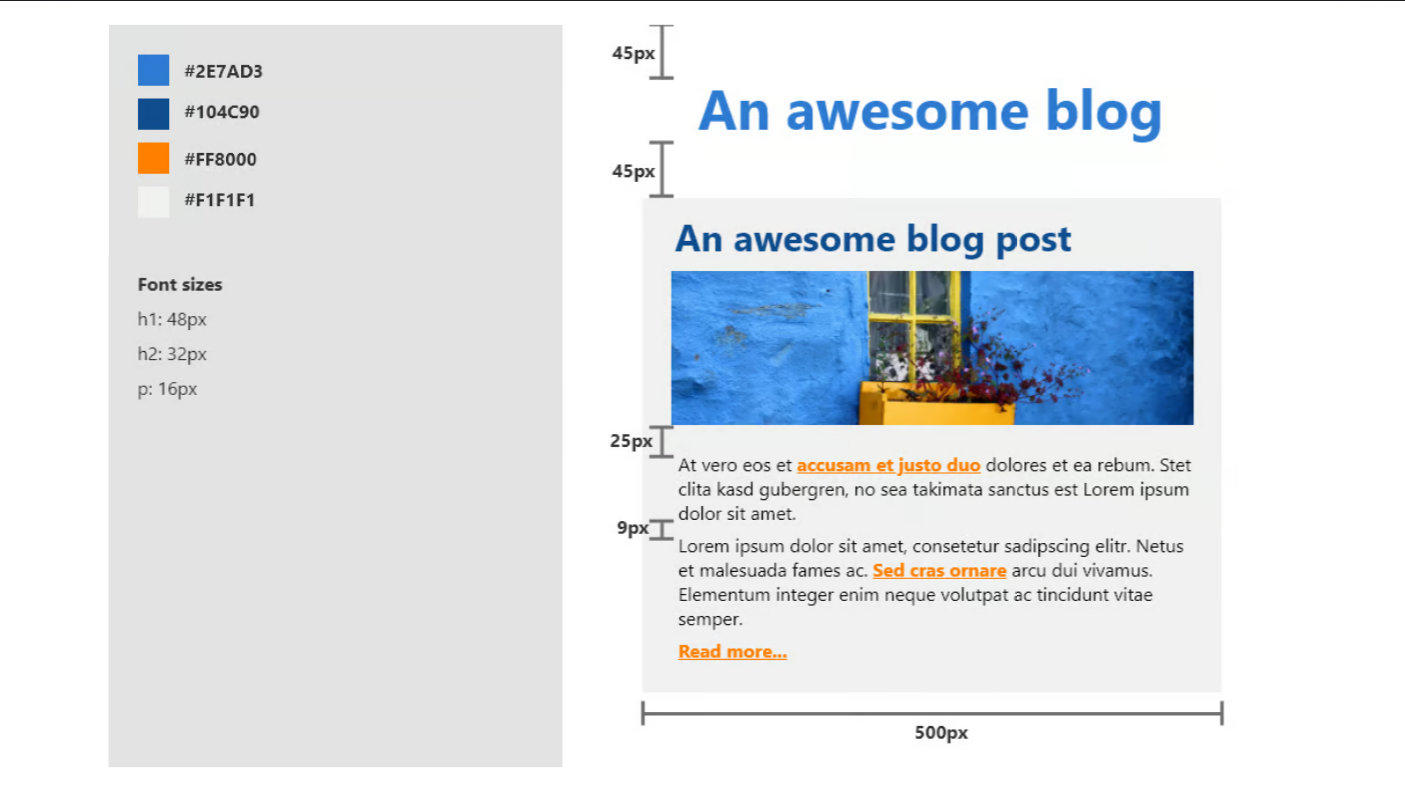 #2E7AD3
#104C90
#FF8000
#F1F1F1
Font sizes
h1: 48px
h2: 32px
p: 16px
45px
An awesome blog
45px
An awesome blog post
25px
At vero eos et accusam et justo duo dolores et ea rebum. Stet
clita kasd gubergren, no sea takimata sanctus est Lorem ipsum
dolor sit amet.
9px
Lorem ipsum dolor sit amet, consetetur sadipscing elitr. Netus
et malesuada fames ac. Sed cras ornare arcu dui vivamus.
Elementum integer enim neque volutpat ac tincidunt vitae
semper.
Read more...
500px